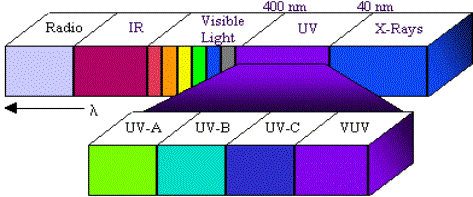 400 nm 40 nm
Radio IR Visible Light UV X-Rays
λ
UV-A UV-B UV-C VUV